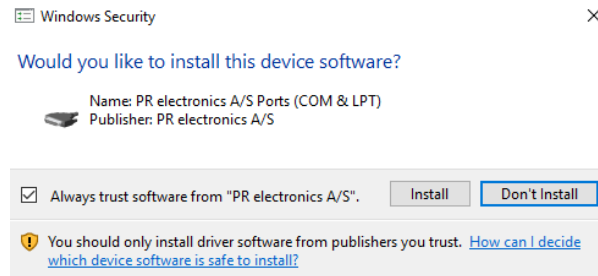 Windows Security
Would you like to install this device software?
Name: PR electronics A/S Ports (COM & LPT)
Publisher: PR electronics A/S
Always trust software from "PR electronics A/S".
Install
Don't Install
You should only install driver software from publishers you trust. How can I decide
which device software is safe to install?